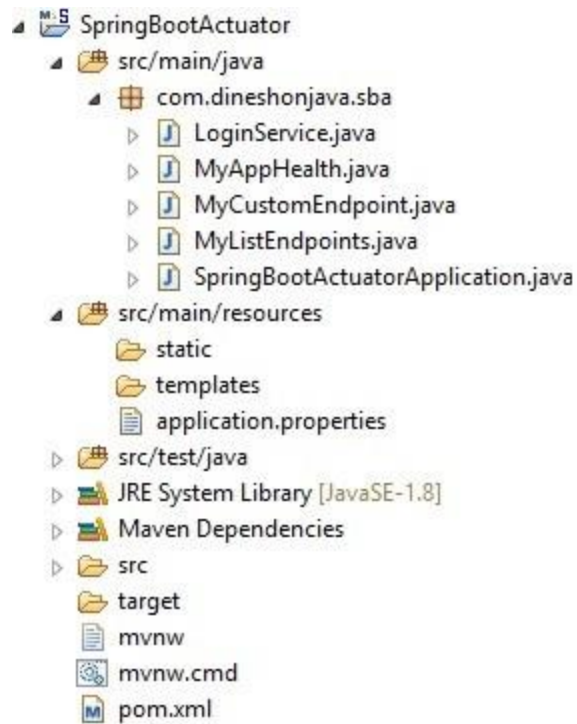 SpringBootActuator
src/main/java
com.dineshonjava.sba
LoginService.java
MyAppHealth.java
MyCustomEndpoint.java
MyListEndpoints.java
SpringBootActuatorApplication.java
src/main/resources
static
templates
application.properties
src/test/java
JRE System Library [JavaSE-1.8]
Maven Dependencies
src
target
mvnw
mvnw.cmd
pom.xml